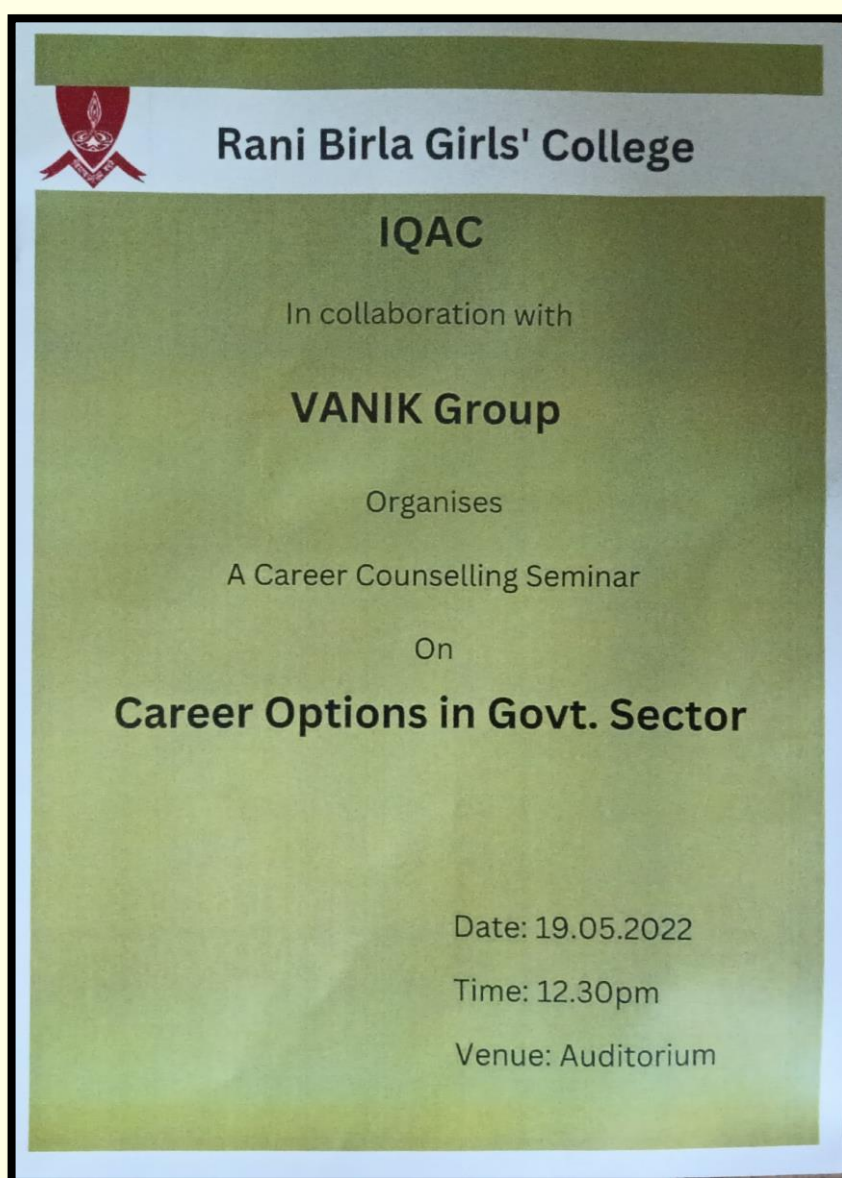 Rani Birla Girls' College
IQAC
In collaboration with
VANIK Group
Organises
A Career Counselling Seminar
On
Career Options in Govt. Sector
Date: 19.05.2022
Time: 12.30pm
Venue: Auditorium